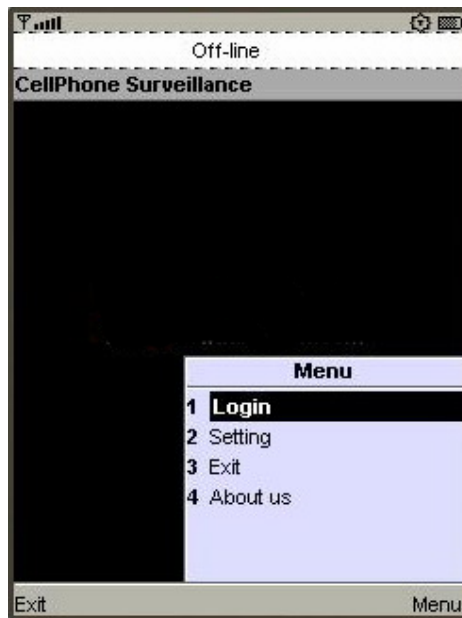 Off-line
CellPhone Surveillance
Menu
1 Login
2 Setting
3 Exit
4 About us
Exit Menu